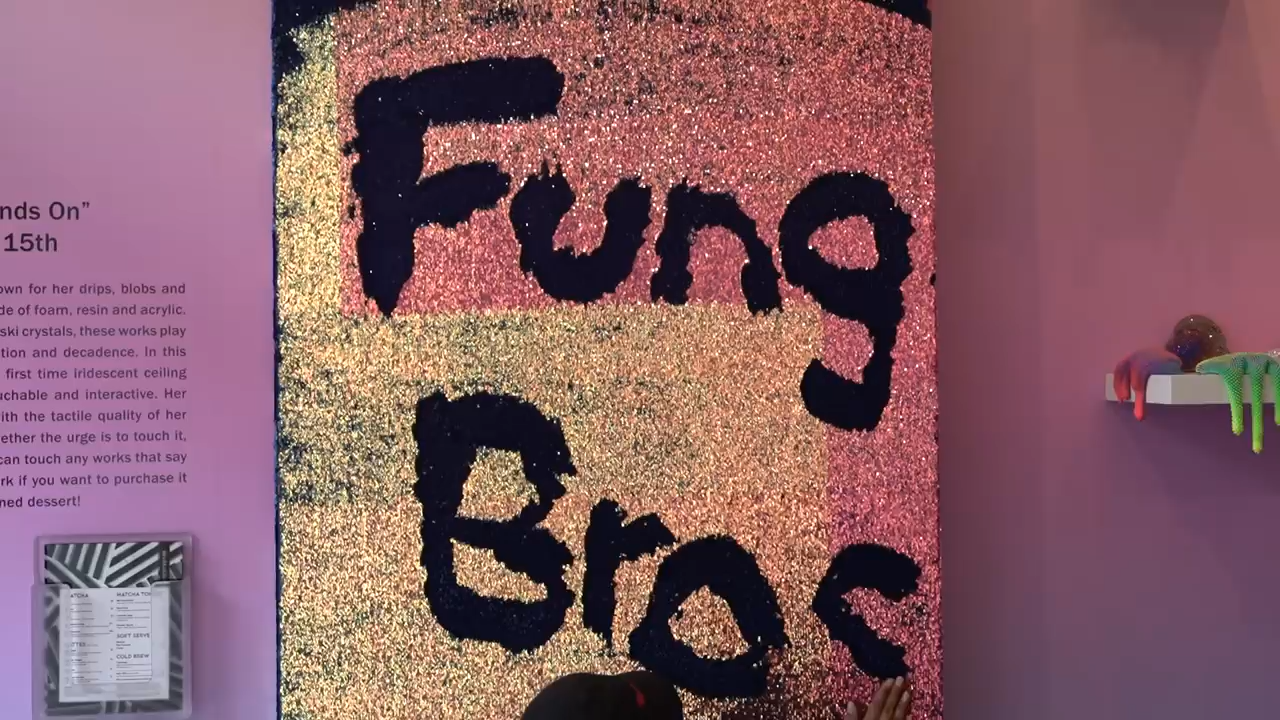 nds On”
15th
own for her drips, blobs and
de of foam, resin and acrylic.
ski crystals, these works play
tion and decadence. In this
first time iridescent ceiling
uchable and interactive. Her
ith the tactile quality of her
ether the urge is to touch it,
can touch any works that say
rk if you want to purchase it
ned dessert!
Fung
Bros
MATCHA
SOFT SERVE
COLD BREW